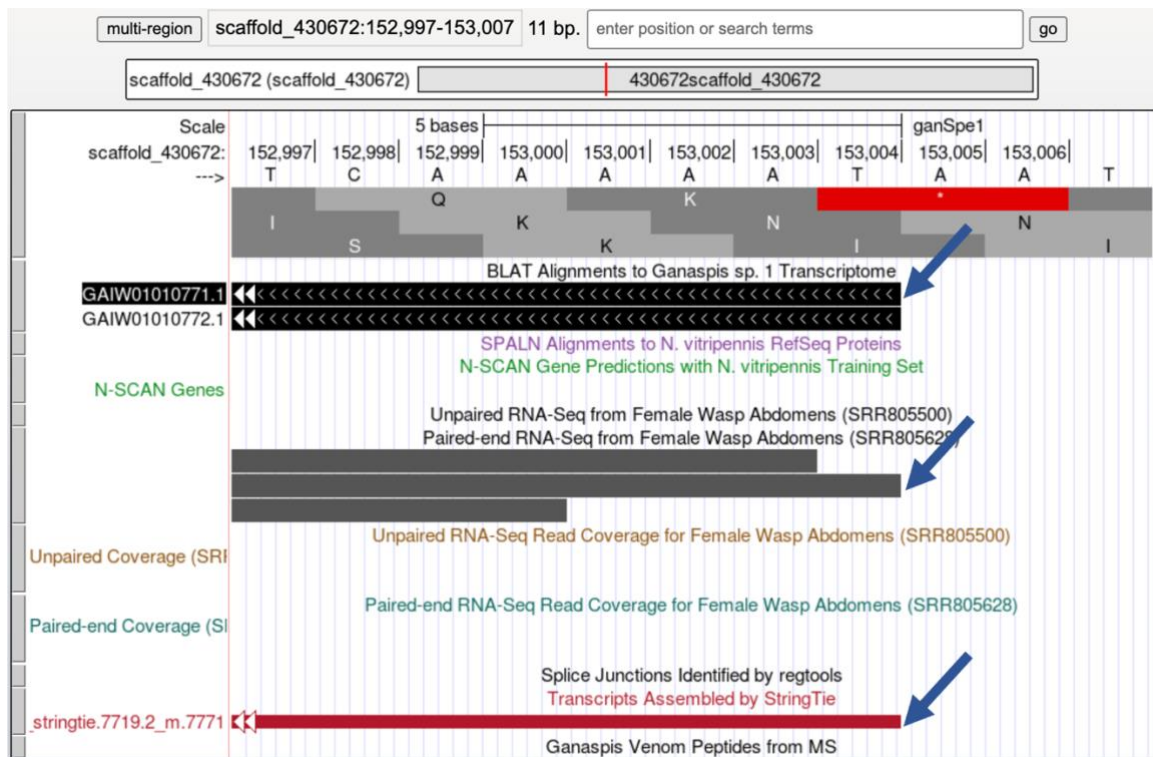 multi-region scaffold_430672:152,997-153,007 11 bp. enter position or search terms go
scaffold_430672 (scaffold_430672) 430672scaffold_430672
Scale 5 bases ganSpe1
scaffold_430672: 152,997| 152,998| 152,999| 153,000| 153,001| 153,002| 153,003| 153,004| 153,005| 153,006|
---> T C A A A A A T A A T
Q K *
I K N N
S K I I
BLAT Alignments to Ganaspis sp. 1 Transcriptome
GAIW01010771.1
GAIW01010772.1
SPALN Alignments to N. vitripennis RefSeq Proteins
N-SCAN Gene Predictions with N. vitripennis Training Set
N-SCAN Genes
Unpaired RNA-Seq from Female Wasp Abdomens (SRR805500)
Paired-end RNA-Seq from Female Wasp Abdomens (SRR805628)
Unpaired RNA-Seq Read Coverage for Female Wasp Abdomens (SRR805500)
Unpaired Coverage (SRR
Paired-end RNA-Seq Read Coverage for Female Wasp Abdomens (SRR805628)
Paired-end Coverage (SI
Splice Junctions Identified by regtools
Transcripts Assembled by StringTie
_stringtie.7719.2_m.7771
Ganaspis Venom Peptides from MS